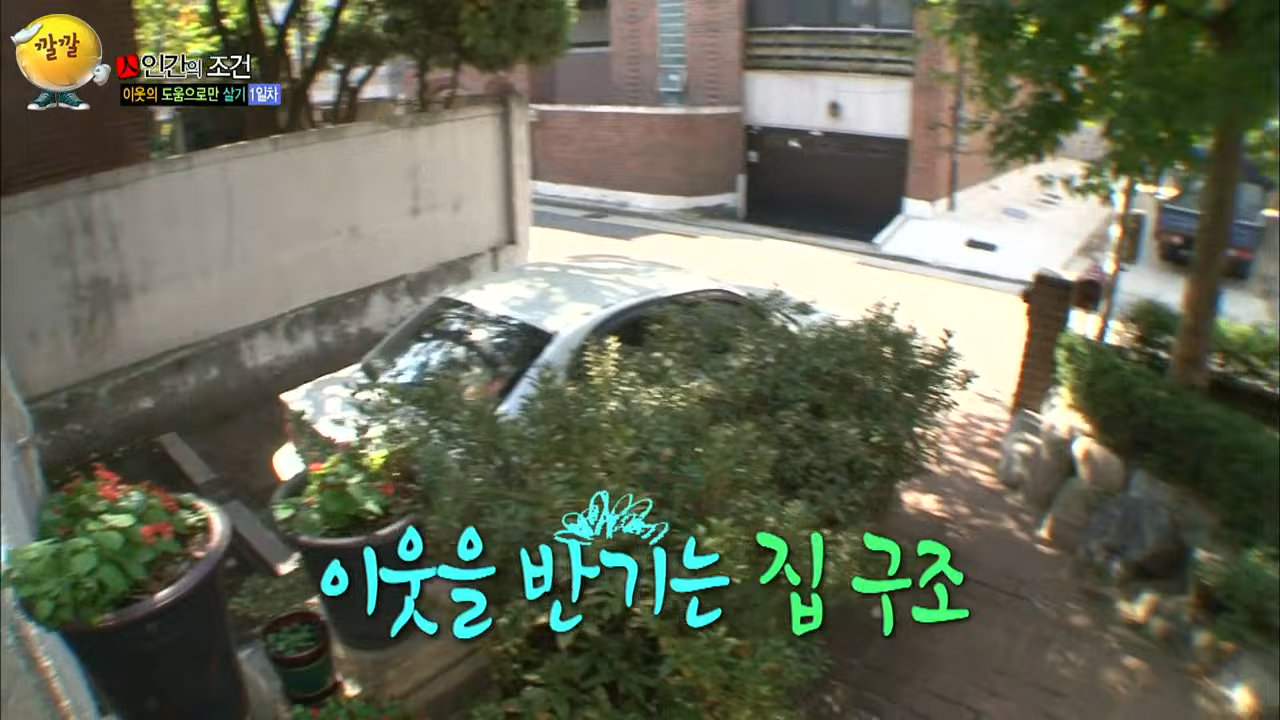 깔깔
人인간의 조건
이웃의 도움으로만 살기 1일차
이웃을 반기는 집 구조